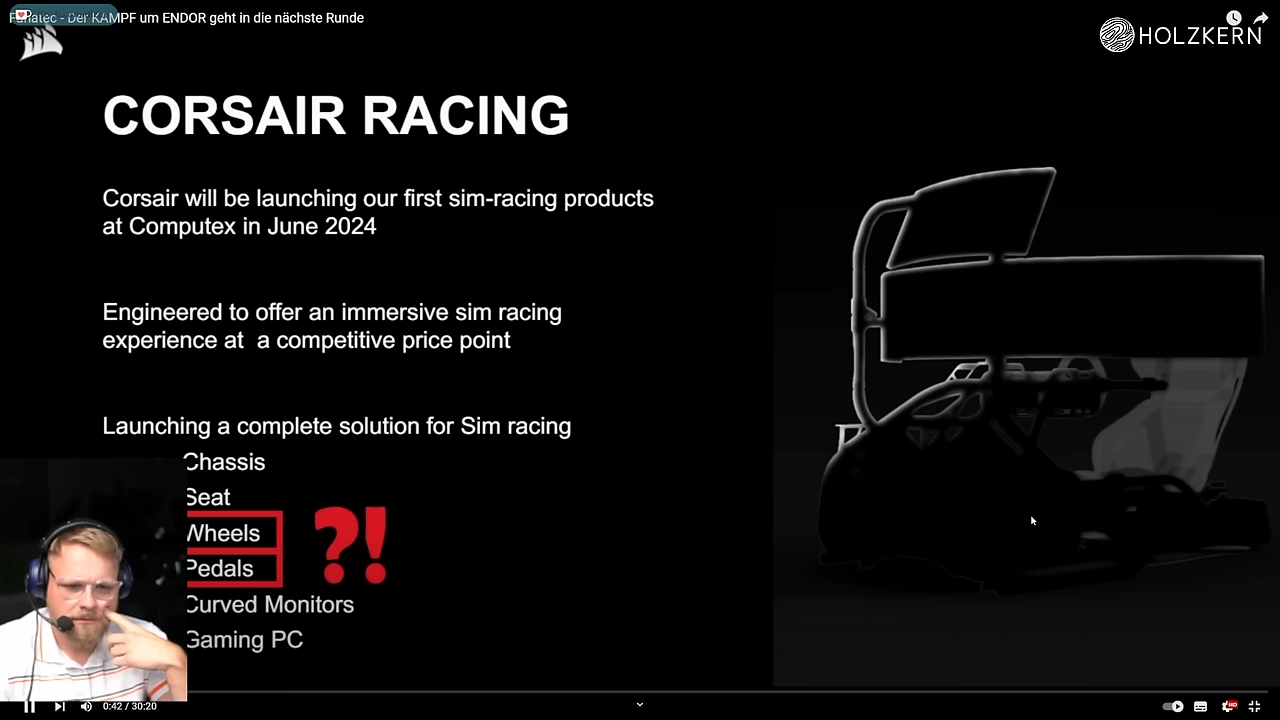 Fanatec - Der KAMPF um ENDOR geht in die nächste Runde
HOLZKERN
CORSAIR RACING
Corsair will be launching our first sim-racing products
at Computex in June 2024
Engineered to offer an immersive sim racing
experience at a competitive price point
Launching a complete solution for Sim racing
Chassis
Seat
Wheels
Pedals
?!
Curved Monitors
Gaming PC
0:42 / 30:20
HD